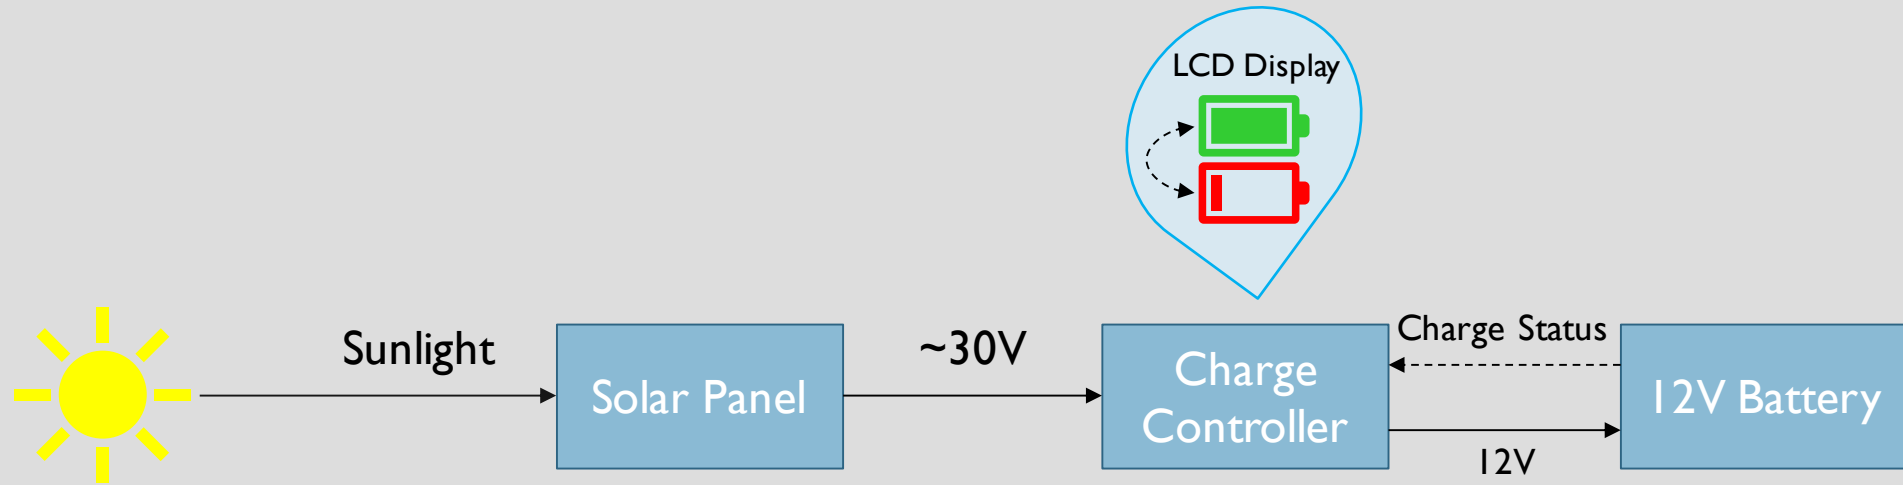 LCD Display
Sunlight
Solar Panel
~30V
Charge
Controller
Charge Status
12V
12V Battery